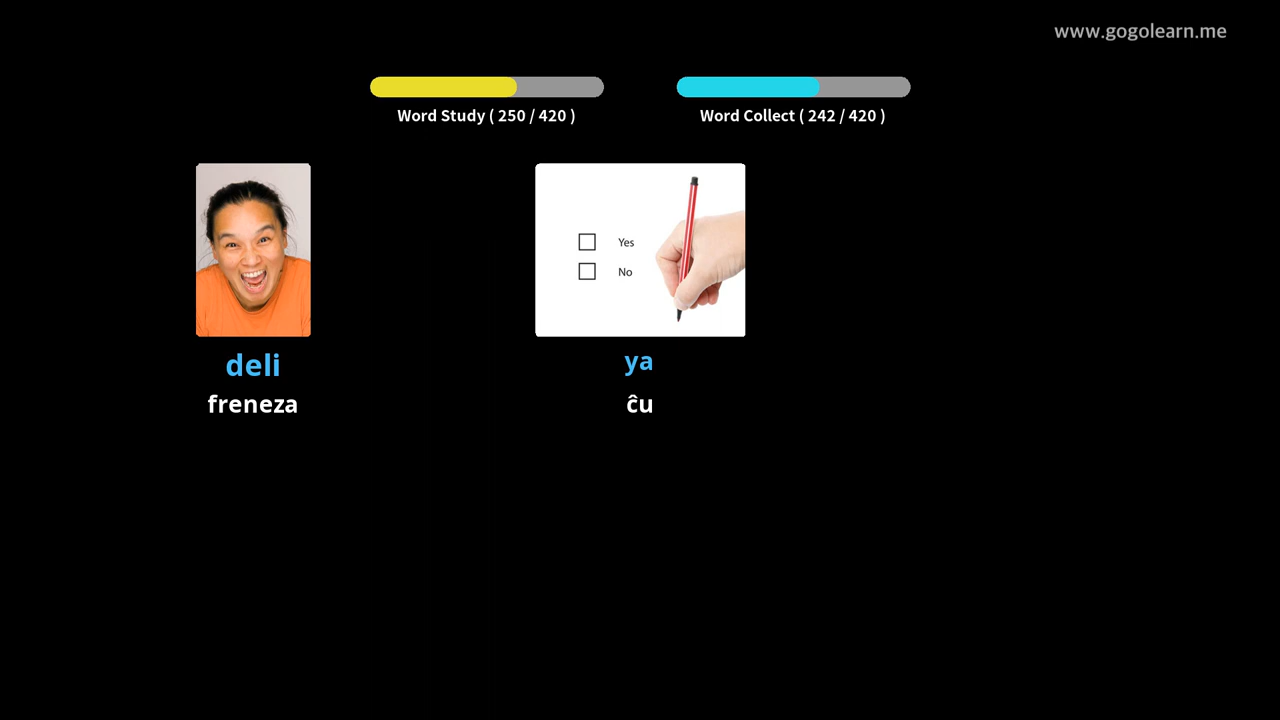 www.gogolearn.me
Word Study ( 250 / 420 )
Word Collect ( 242 / 420 )
Yes
No
deli
freneza
ya
ĉu